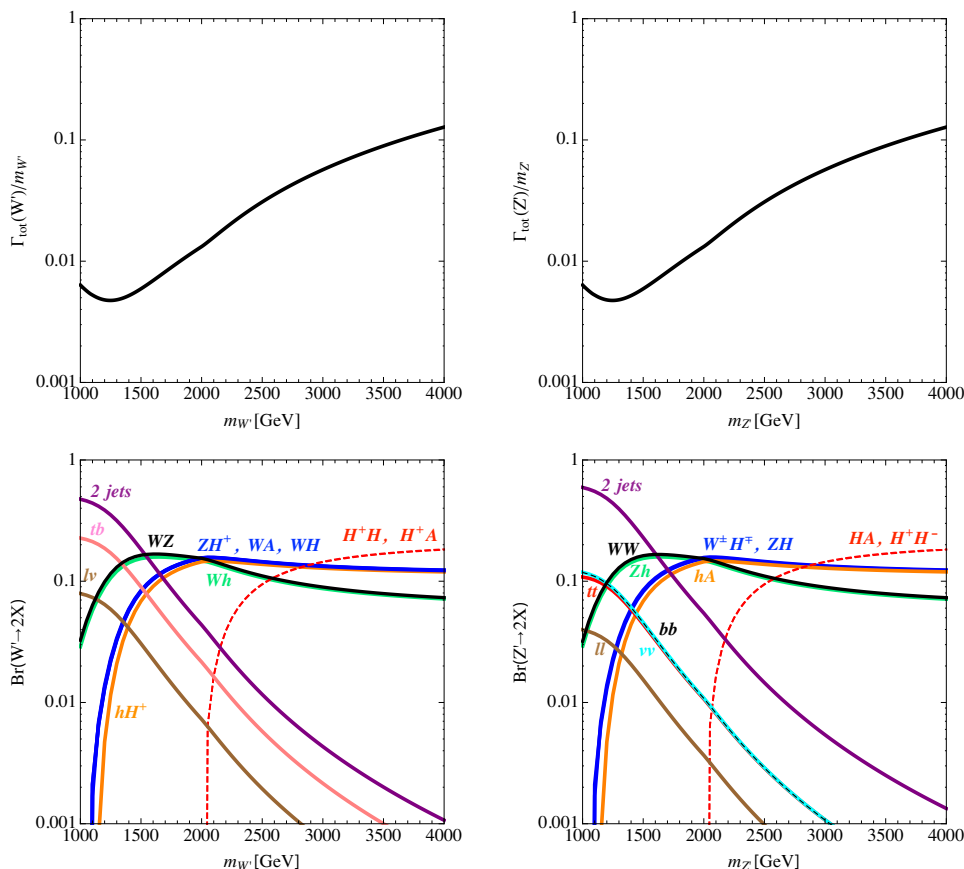 1
0.1
0.01
0.001
Γtot(W')/mW'
1000 1500 2000 2500 3000 3500 4000
mW' [GeV]
1
0.1
0.01
0.001
Γtot(Z')/mZ'
1000 1500 2000 2500 3000 3500 4000
mZ' [GeV]
1
0.1
0.01
0.001
Br(W'→2X)
2 jets
tb
lν
WZ
ZH+ , WA, WH
Wh
H+H, H+A
hH+
1000 1500 2000 2500 3000 3500 4000
mW' [GeV]
1
0.1
0.01
0.001
Br(Z'→2X)
2 jets
WW
Zh
tt
ll
W±H∓, ZH
hA
HA, H+H−
bb
νν
1000 1500 2000 2500 3000 3500 4000
mZ' [GeV]